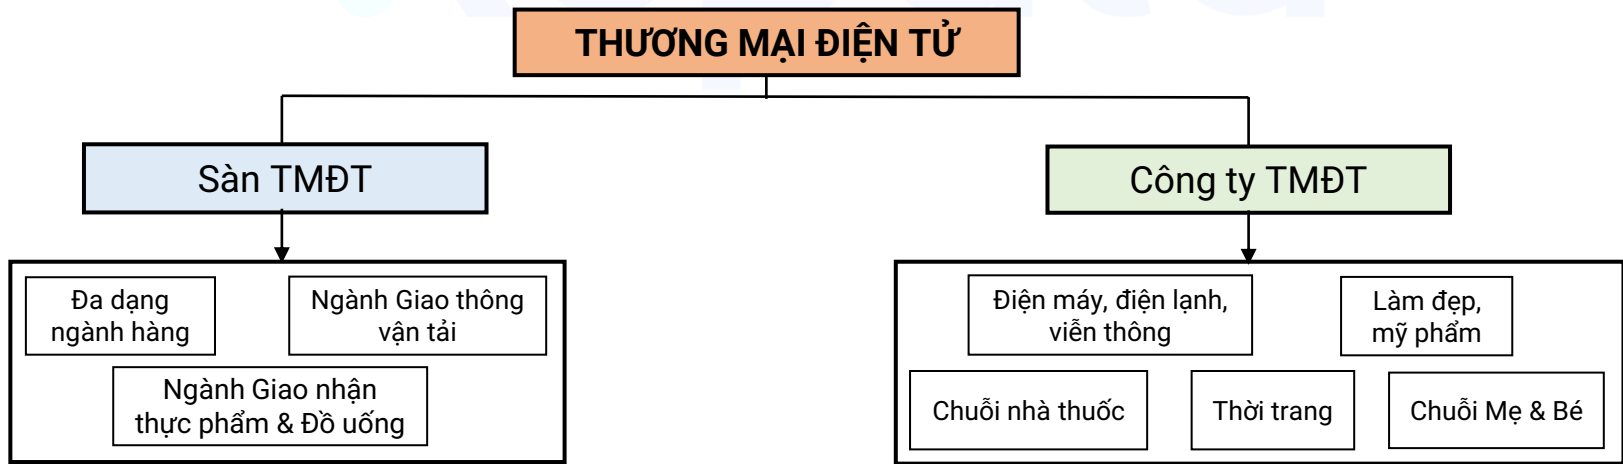 THƯƠNG MẠI ĐIỆN TỬ
Sàn TMĐT
Công ty TMĐT
Đa dạng
ngành hàng
Ngành Giao thông
vận tải
Ngành Giao nhận
thực phẩm & Đồ uống
Điện máy, điện lạnh,
viễn thông
Làm đẹp,
mỹ phẩm
Chuỗi nhà thuốc
Thời trang
Chuỗi Mẹ & Bé